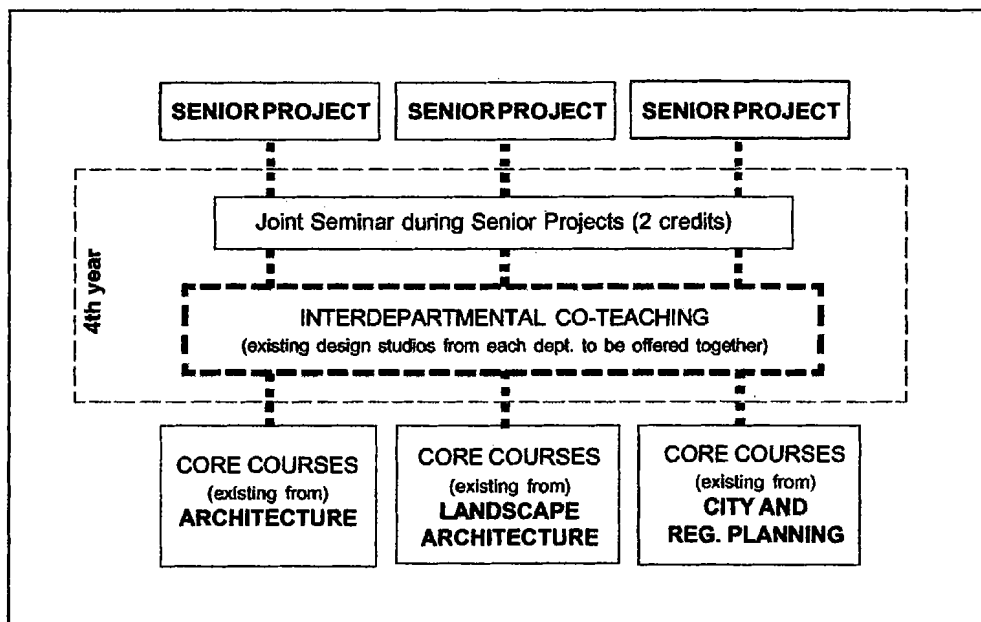 SENIOR PROJECT
SENIOR PROJECT
SENIOR PROJECT
4th year
Joint Seminar during Senior Projects (2 credits)
INTERDEPARTMENTAL CO-TEACHING
(existing design studios from each dept. to be offered together)
CORE COURSES
(existing from)
ARCHITECTURE
CORE COURSES
(existing from)
LANDSCAPE
ARCHITECTURE
CORE COURSES
(existing from)
CITY AND
REG. PLANNING